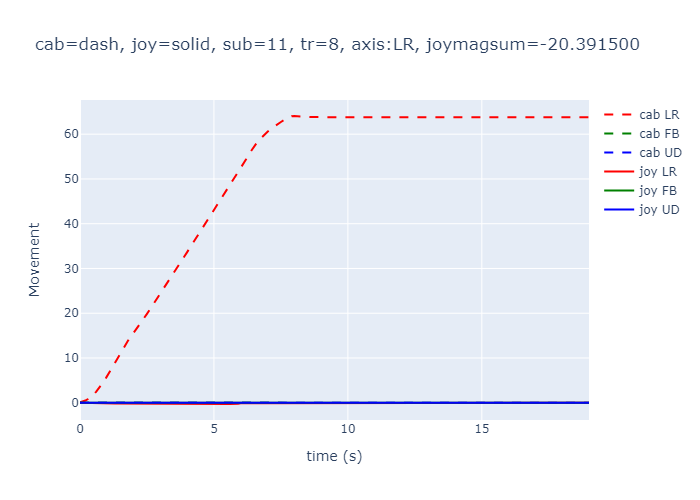 cab=dash, joy=solid, sub=11, tr=8, axis:LR, joymagsum=-20.391500
cab LR
cab FB
cab UD
joy LR
joy FB
joy UD
Movement
60
50
40
30
20
10
0
0
5
10
15
time (s)